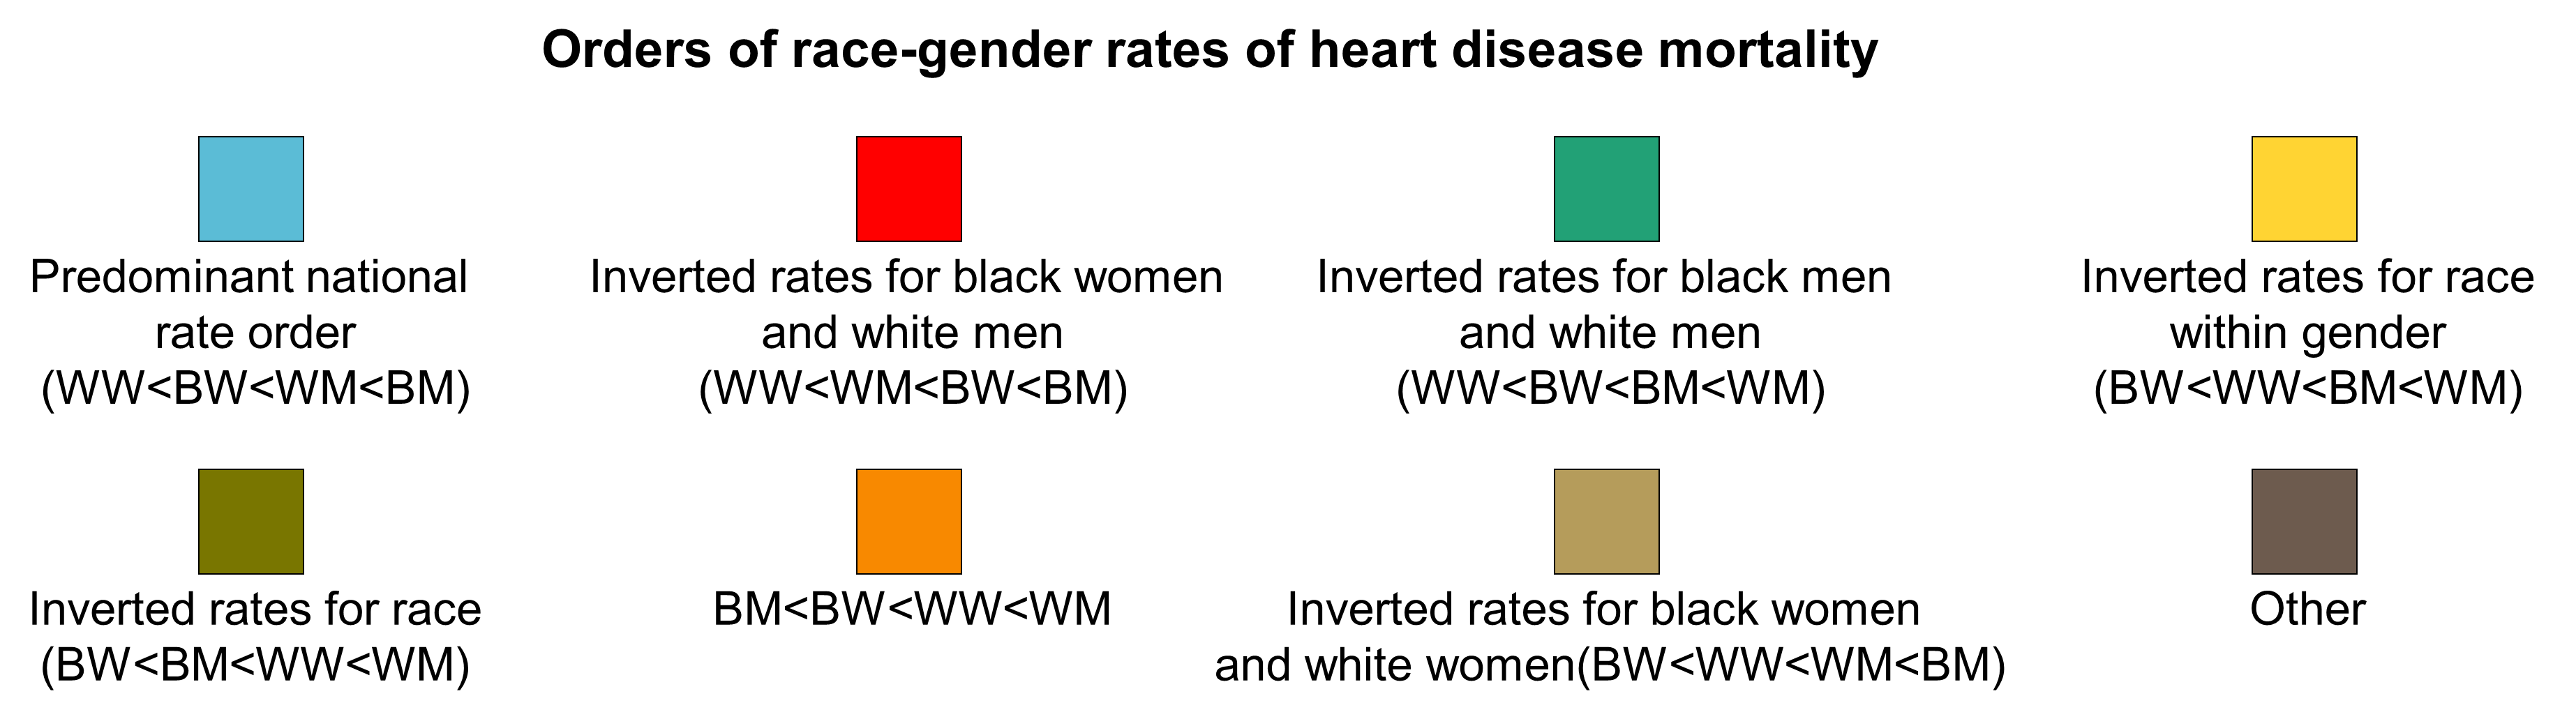 Orders of race-gender rates of heart disease mortality
Predominant national
rate order
(WW<BW<WM<BM)
Inverted rates for black women
and white men
(WW<WM<BW<BM)
Inverted rates for black men
and white men
(WW<BW<BM<WM)
Inverted rates for race
within gender
(BW<WW<BM<WM)
Inverted rates for race
(BW<BM<WW<WM)
BM<BW<WW<WM
Inverted rates for black women
and white women(BW<WW<WM<BM)
Other